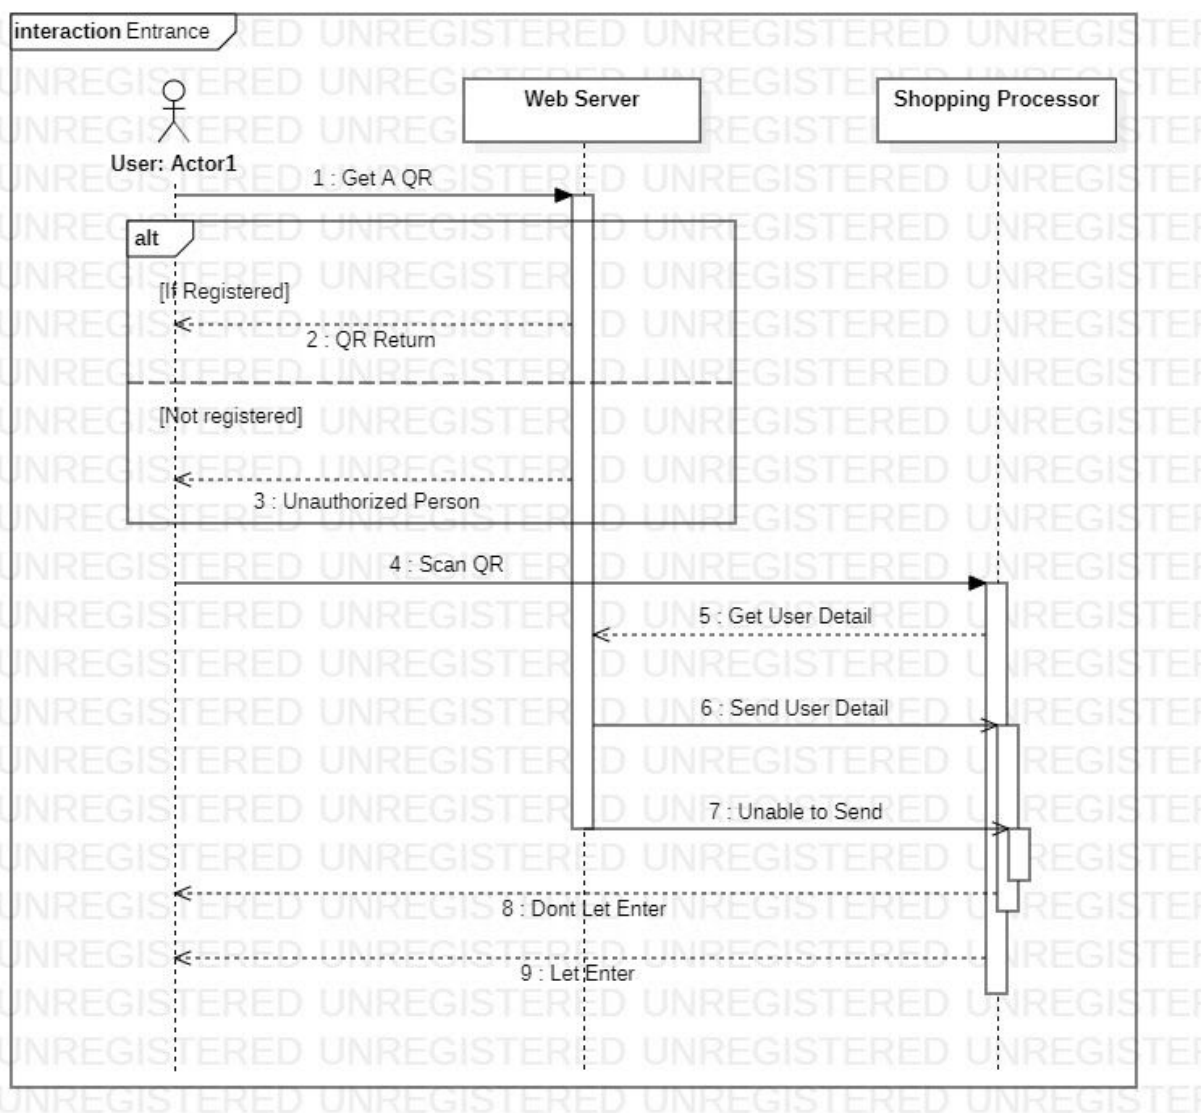 interaction Entrance
User: Actor1
Web Server
Shopping Processor
1 : Get A QR
alt
[If Registered]
2 : QR Return
[Not registered]
3 : Unauthorized Person
4 : Scan QR
5 : Get User Detail
6 : Send User Detail
7 : Unable to Send
8 : Dont Let Enter
9 : Let Enter
UNREGISTERED